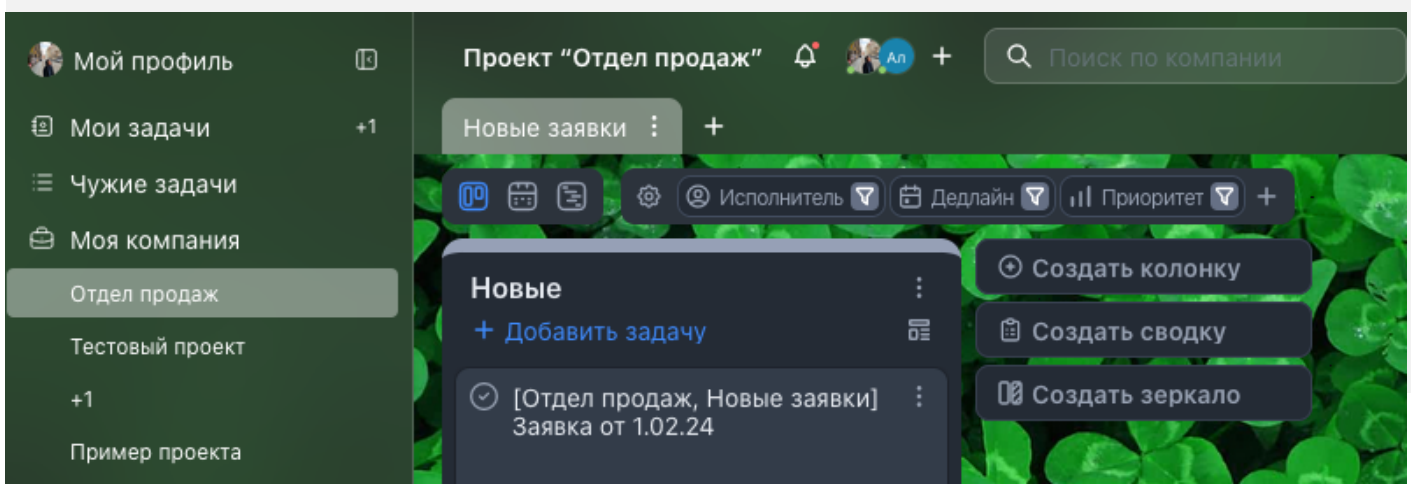 Мой профиль
Мои задачи +1
Чужие задачи
Моя компания
Отдел продаж
Тестовый проект
+1
Пример проекта
Проект “Отдел продаж” Ал + Поиск по компании
Новые заявки +
Исполнитель Дедлайн Приоритет +
Новые
+ Добавить задачу
[Отдел продаж, Новые заявки]
Заявка от 1.02.24
Создать колонку
Создать сводку
Создать зеркало